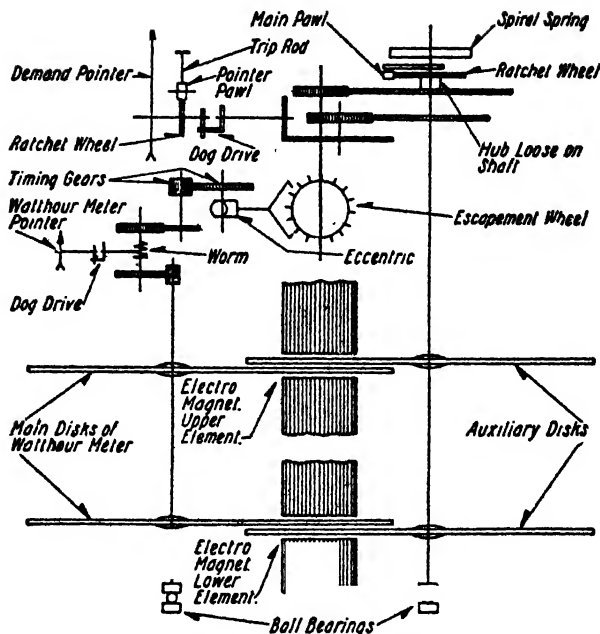 Main Pawl
Spiral Spring
Trip Rod
Demand Pointer
Pointer
Pawl
Ratchet Wheel
Ratchet Wheel
Dog Drive
Hub Loose on
Shaft
Timing Gears
Watthour Meter
Pointer
Escapement Wheel
Eccentric
Worm
Dog Drive
Electro
Magnet.
Upper
Element.
Main Disks of
Watthour Meter
Auxiliary Disks
Electro
Magnet
Lower
Element.
Ball Bearings